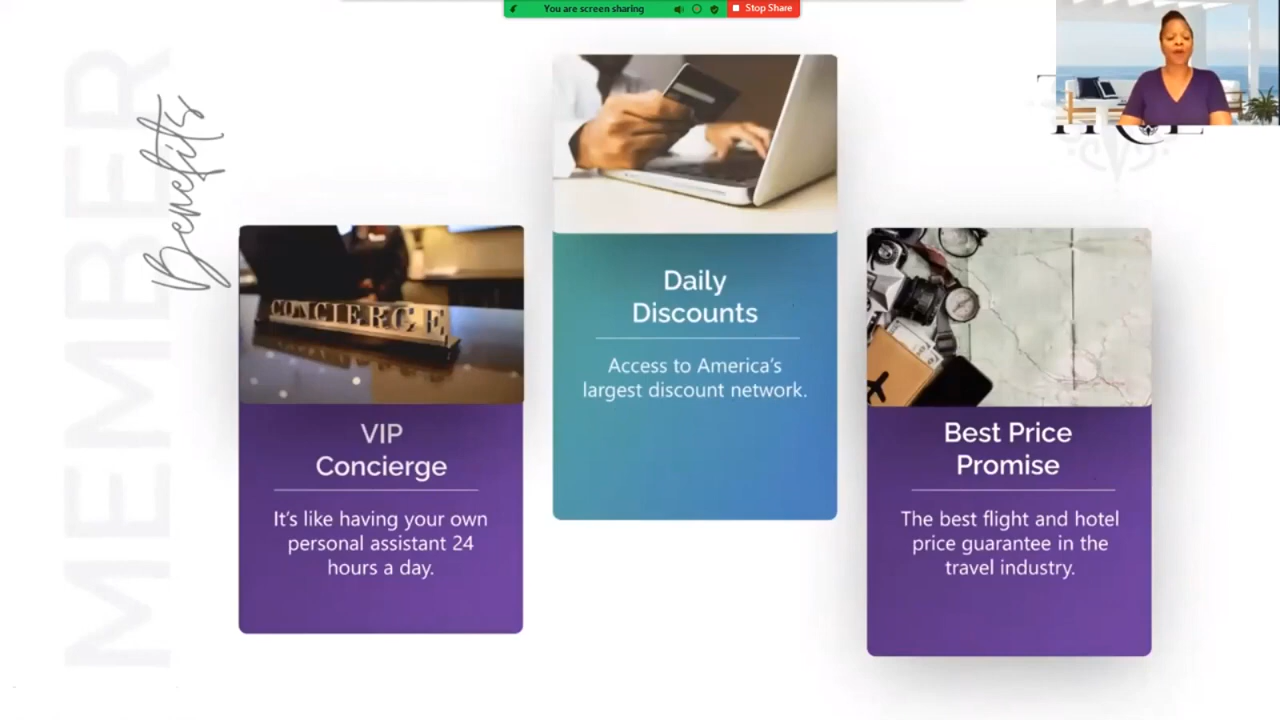 You are screen sharing
Stop Share
MEMBER
Benefits
CONCIERGE
VIP
Concierge
It's like having your own
personal assistant 24
hours a day.
Daily
Discounts
Access to America's
largest discount network.
Best Price
Promise
The best flight and hotel
price guarantee in the
travel industry.